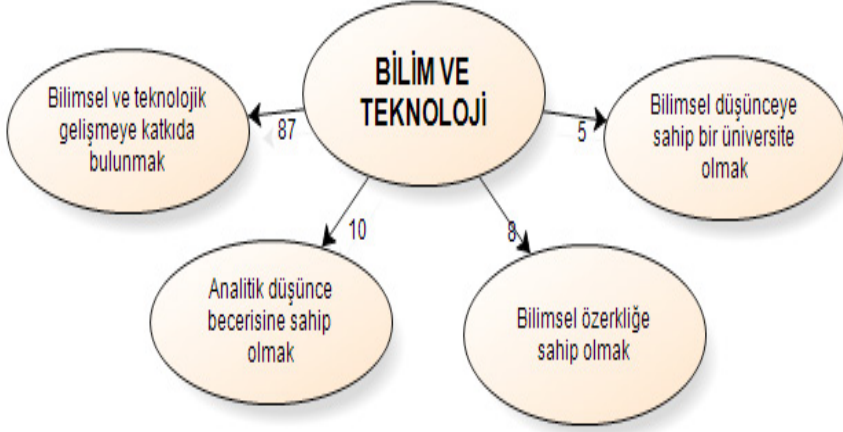 BİLİM VE
TEKNOLOJİ
Bilimsel ve teknolojik
gelişmeye katkıda
bulunmak
87
Bilimsel düşünceye
sahip bir üniversite
olmak
5
Analitik düşünce
becerisine sahip
olmak
10
Bilimsel özerkliğe
sahip olmak
8